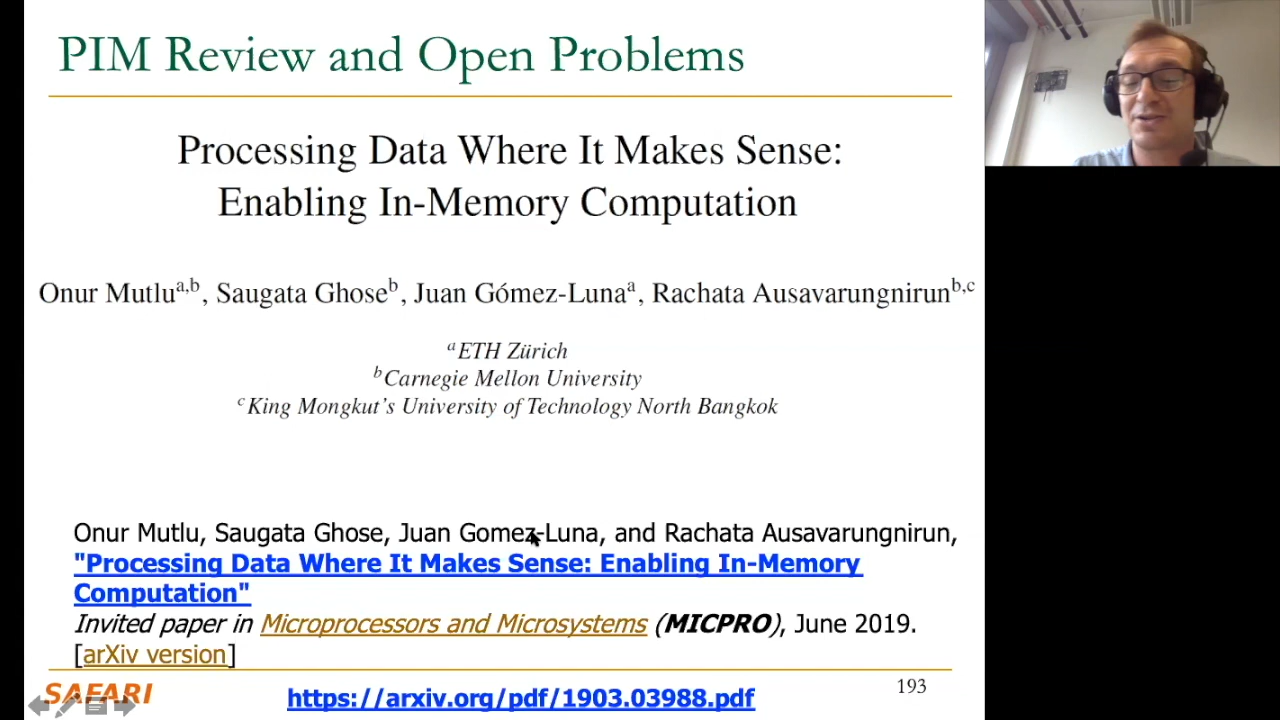 PIM Review and Open Problems
Processing Data Where It Makes Sense:
Enabling In-Memory Computation
Onur Mutluᵃ,ᵇ, Saugata Ghoseᵇ, Juan Gómez-Lunaᵃ, Rachata Ausavarungnirunᵇ,ᶜ
ᵃETH Zürich
ᵇCarnegie Mellon University
ᶜKing Mongkut's University of Technology North Bangkok
Onur Mutlu, Saugata Ghose, Juan Gomez-Luna, and Rachata Ausavarungnirun,
"Processing Data Where It Makes Sense: Enabling In-Memory
Computation"
Invited paper in Microprocessors and Microsystems (MICPRO), June 2019.
[arXiv version]
SAFARI
https://arxiv.org/pdf/1903.03988.pdf
193